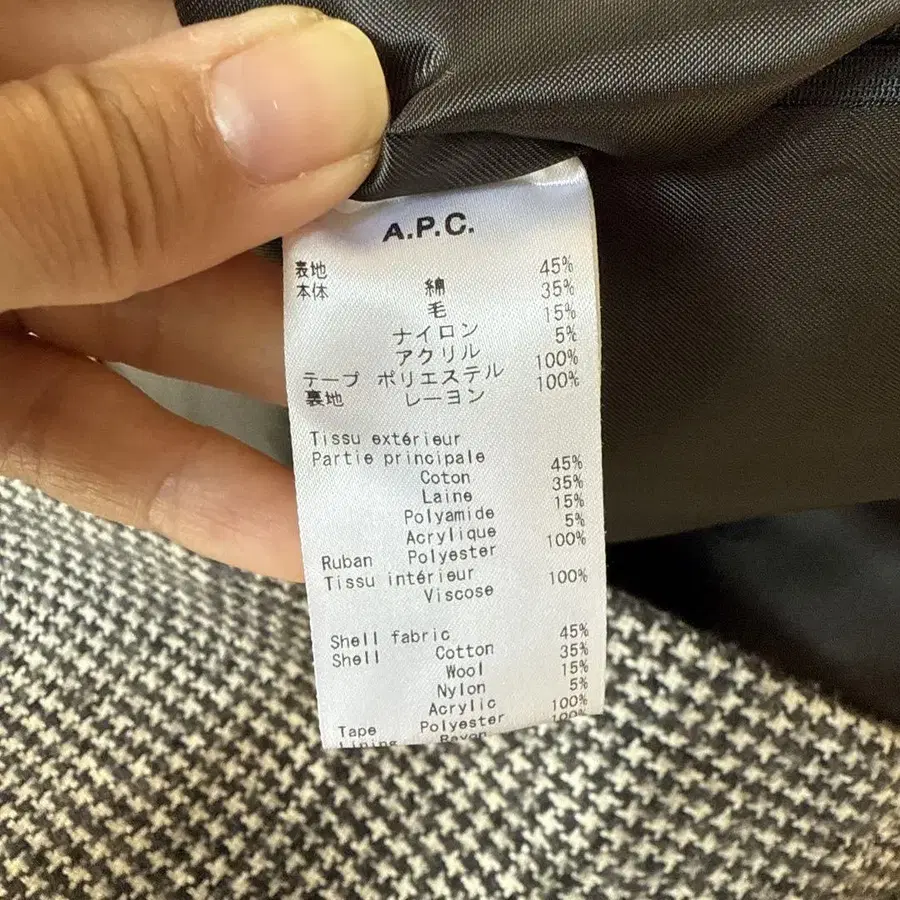 A.P.C.
表地 45%
本体 綿 35%
毛 15%
ナイロン 5%
アクリル 100%
テープ ポリエステル 100%
裏地 レーヨン
Tissu extérieur
Partie principale 45%
Coton 35%
Laine 15%
Polyamide 5%
Acrylique 100%
Ruban Polyester
Tissu intérieur 100%
Viscose
Shell fabric 45%
Shell Cotton 35%
Wool 15%
Nylon 5%
Acrylic 100%
Tape Polyester 100%
Lining Rayon